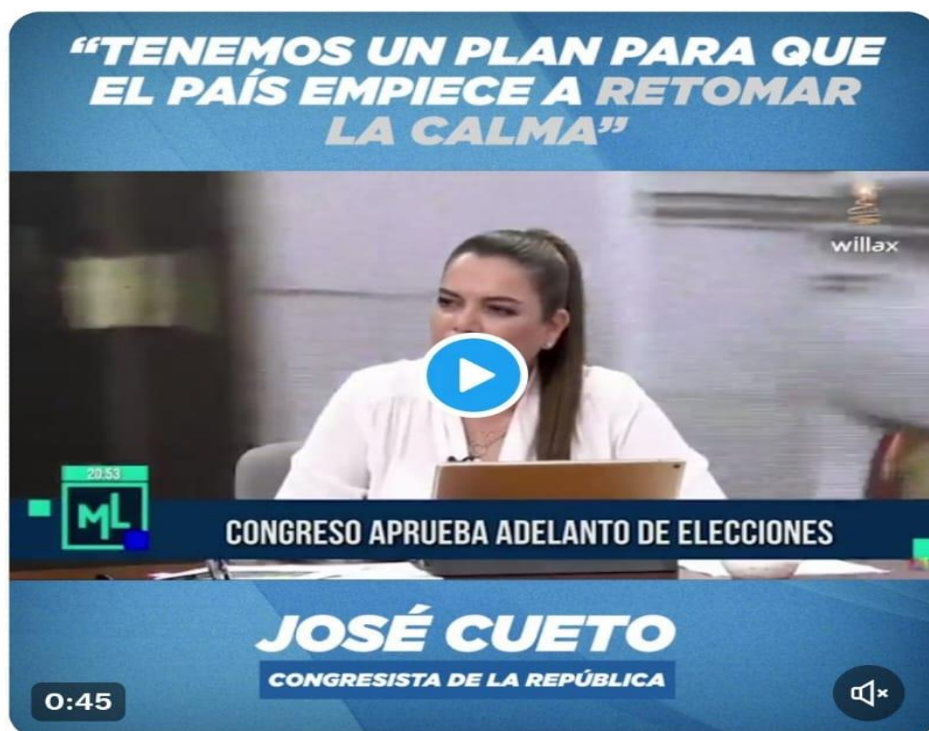 “TENEMOS UN PLAN PARA QUE
EL PAÍS EMPIECE A RETOMAR
LA CALMA”
willax
20:53
ML
CONGRESO APRUEBA ADELANTO DE ELECCIONES
JOSÉ CUETO
CONGRESISTA DE LA REPÚBLICA
0:45